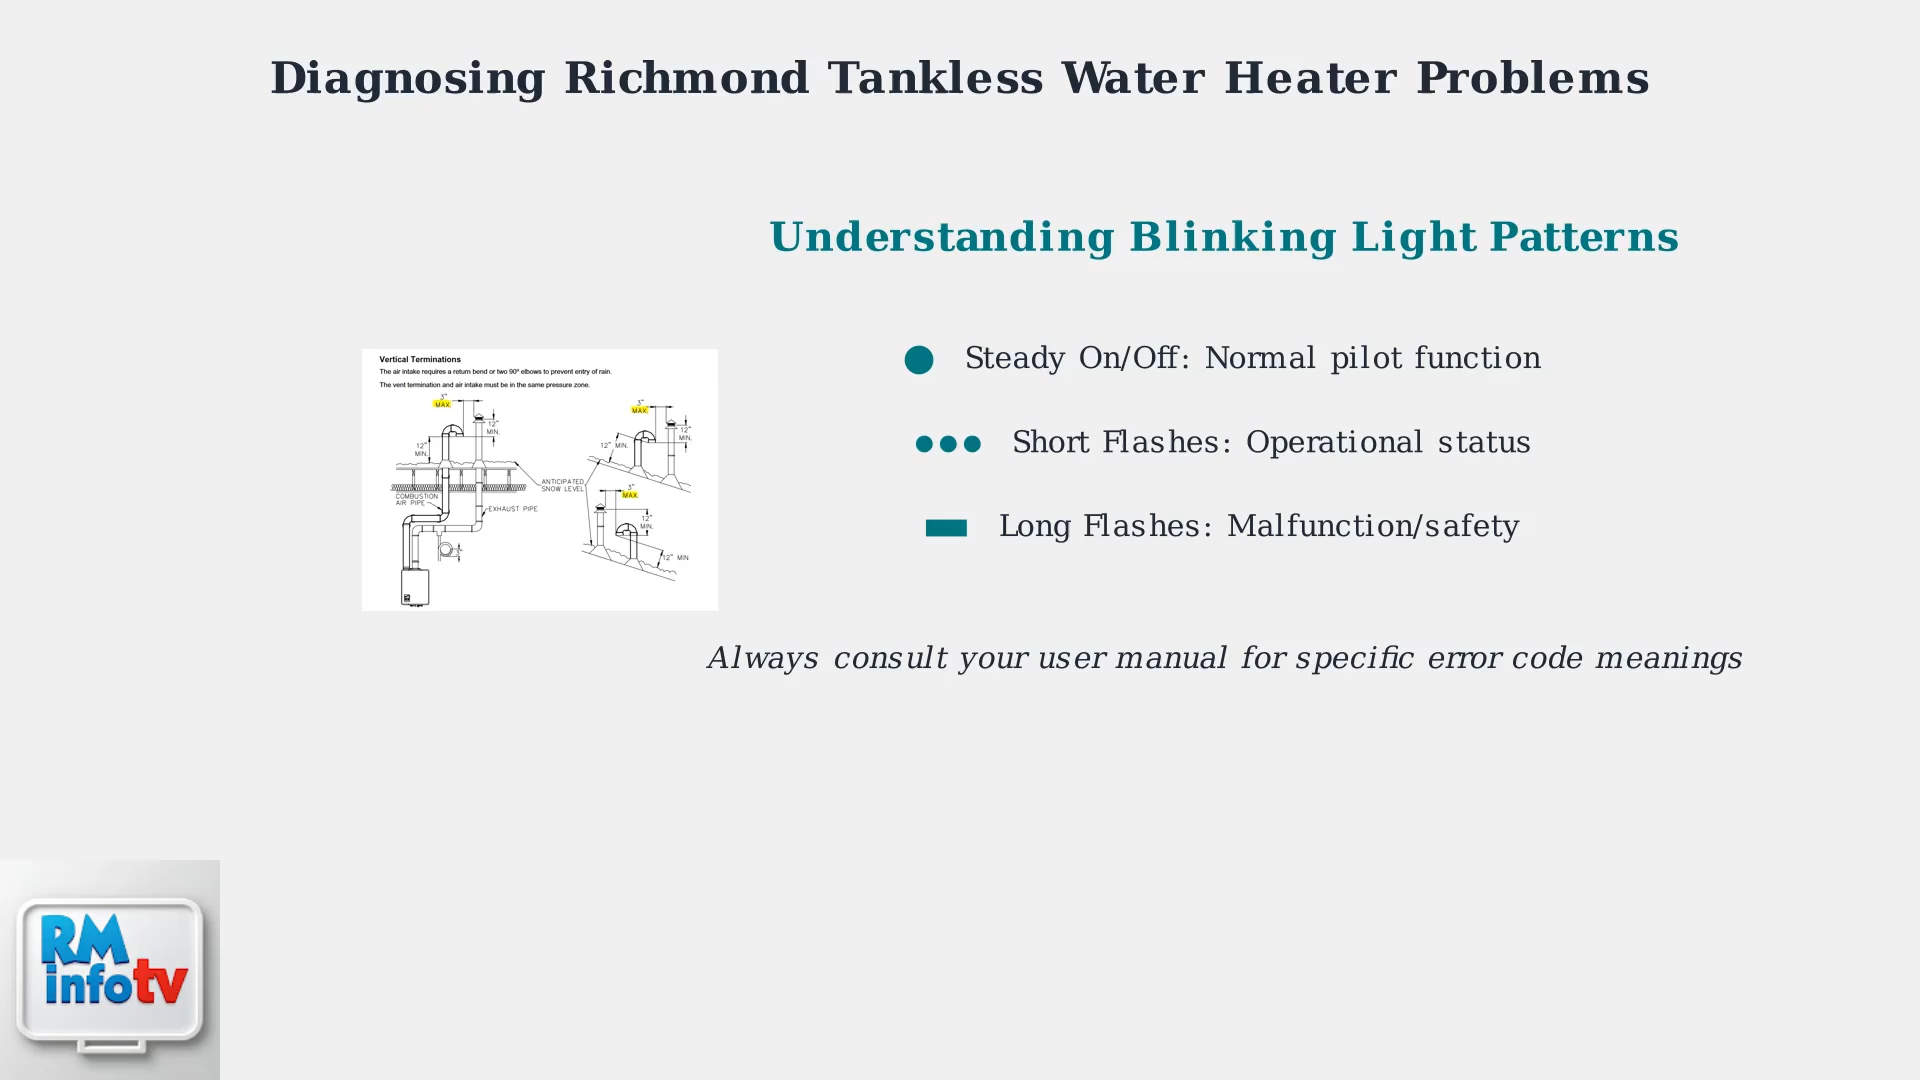 Diagnosing Richmond Tankless Water Heater Problems
Understanding Blinking Light Patterns
Steady On/Off: Normal pilot function
Short Flashes: Operational status
Long Flashes: Malfunction/safety
Always consult your user manual for specific error code meanings
Vertical Terminations
The air intake requires a return bend or two 90° elbows to prevent entry of rain.
The vent termination and air intake must be in the same pressure zone.
3"
MAX.
12"
MIN.
12"
MIN.
3"
MAX.
12"
MIN.
12" MIN.
ANTICIPATED
SNOW LEVEL
COMBUSTION
AIR PIPE
EXHAUST PIPE
3"
MAX.
12"
MIN.
12" MIN
RM
infotv